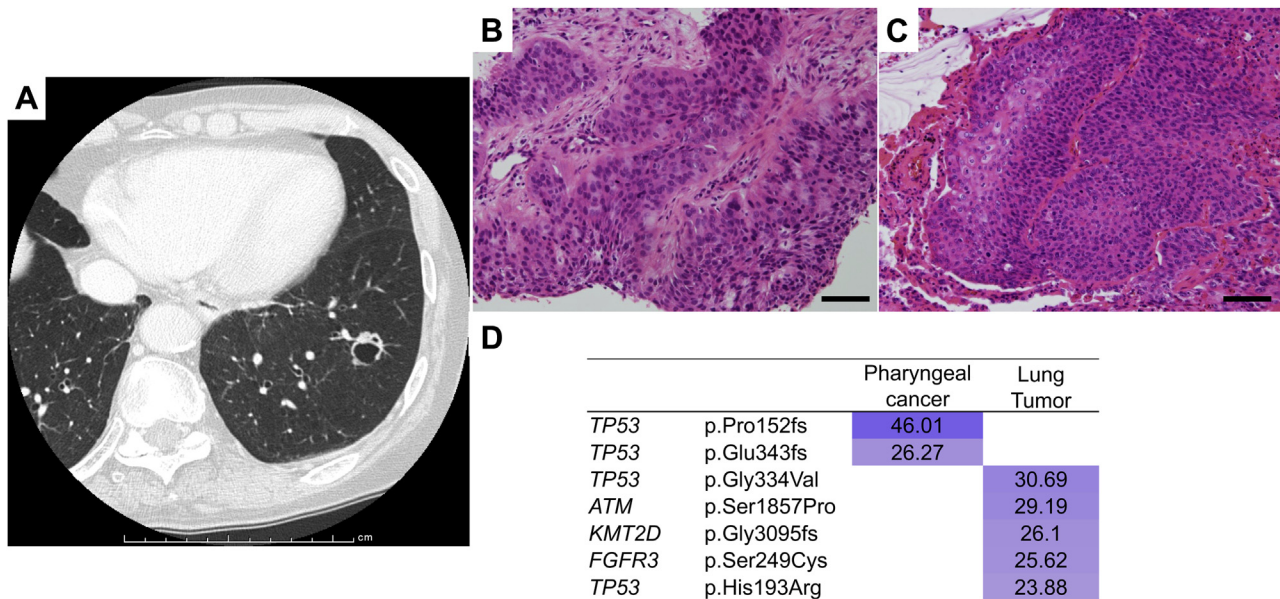 A
cm
B
C
D
Pharyngeal cancer
Lung Tumor
TP53 p.Pro152fs 46.01
TP53 p.Glu343fs 26.27
TP53 p.Gly334Val 30.69
ATM p.Ser1857Pro 29.19
KMT2D p.Gly3095fs 26.1
FGFR3 p.Ser249Cys 25.62
TP53 p.His193Arg 23.88